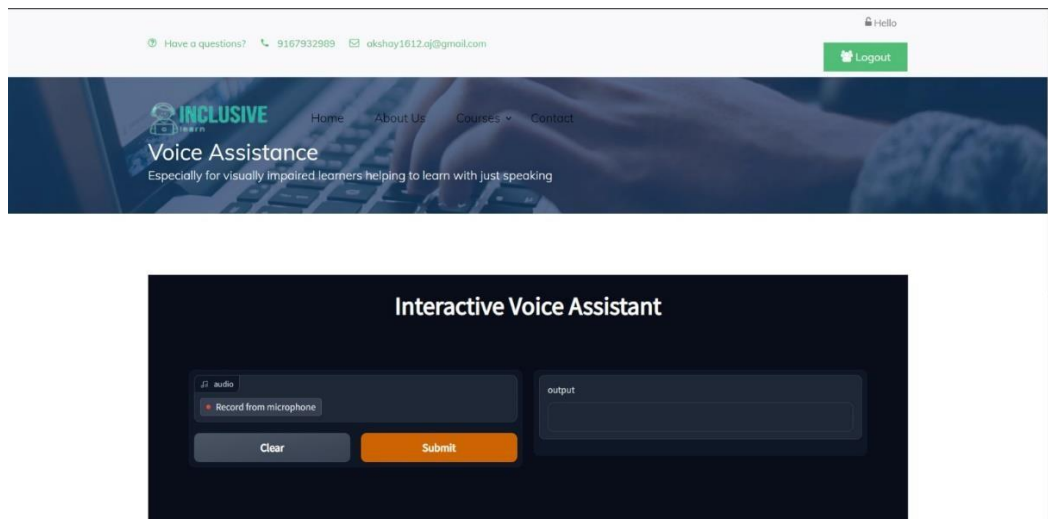 Hello
Have a questions? 9167932989 akshay1612.aj@gmail.com
Logout
INCLUSIVE
learn
Home About Us Courses Contact
Voice Assistance
Especially for visually impaired learners helping to learn with just speaking
Interactive Voice Assistant
audio
Record from microphone
Clear Submit
output